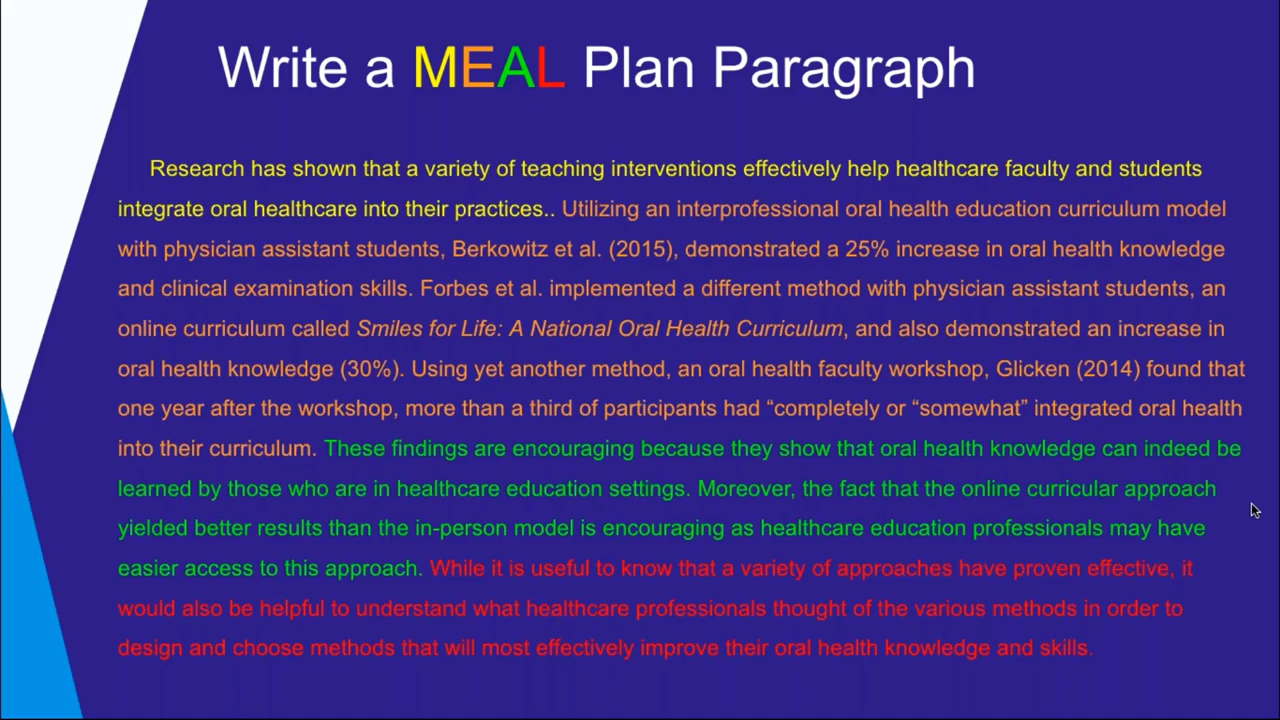 Write a MEAL Plan Paragraph
Research has shown that a variety of teaching interventions effectively help healthcare faculty and students
integrate oral healthcare into their practices.. Utilizing an interprofessional oral health education curriculum model
with physician assistant students, Berkowitz et al. (2015), demonstrated a 25% increase in oral health knowledge
and clinical examination skills. Forbes et al. implemented a different method with physician assistant students, an
online curriculum called Smiles for Life: A National Oral Health Curriculum, and also demonstrated an increase in
oral health knowledge (30%). Using yet another method, an oral health faculty workshop, Glicken (2014) found that
one year after the workshop, more than a third of participants had “completely or “somewhat” integrated oral health
into their curriculum. These findings are encouraging because they show that oral health knowledge can indeed be
learned by those who are in healthcare education settings. Moreover, the fact that the online curricular approach
yielded better results than the in-person model is encouraging as healthcare education professionals may have
easier access to this approach. While it is useful to know that a variety of approaches have proven effective, it
would also be helpful to understand what healthcare professionals thought of the various methods in order to
design and choose methods that will most effectively improve their oral health knowledge and skills.